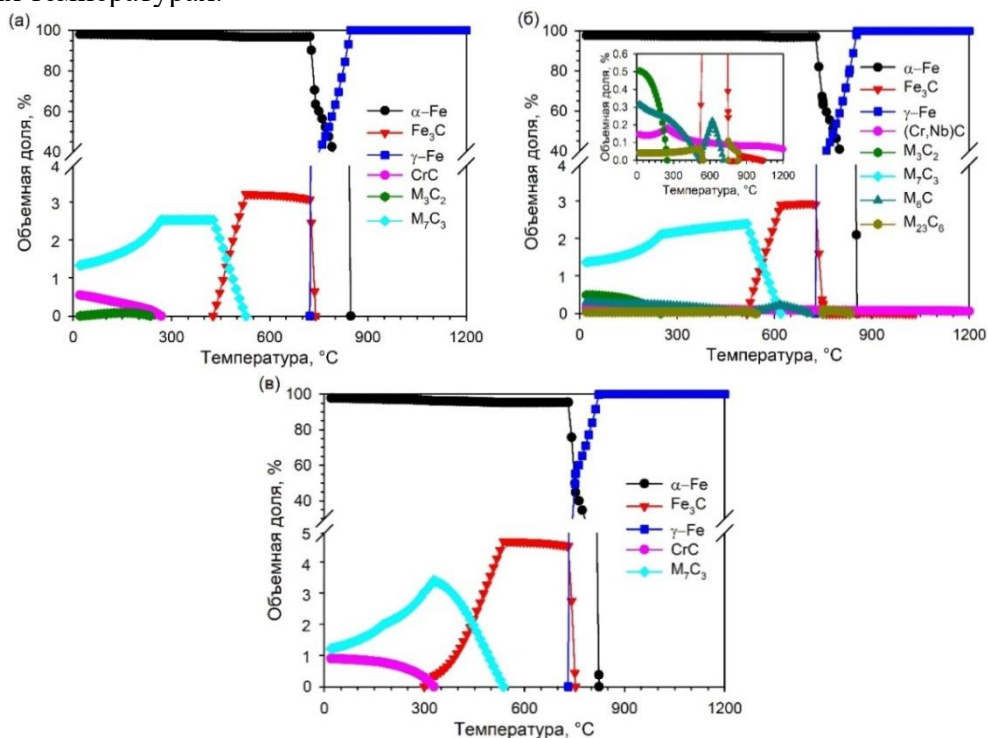 температурах.
(а)
Объемная доля, %
100
80
60
40
3
2
1
0
0 300 600 900 1200
Температура, °C
α–Fe
Fe₃C
γ–Fe
CrC
M₃C₂
M₇C₃
(б)
Объемная доля, %
100
80
60
40
4
3
2
1
0
0 300 600 900 1200
Температура, °C
Объемная доля, %
0.6
0.5
0.4
0.3
0.2
0.1
0.0
0 300 600 900 1200
Температура, °C
α–Fe
Fe₃C
γ–Fe
(Cr,Nb)C
M₃C₂
M₇C₃
M₆C
M₂₃C₆
(в)
Объемная доля, %
100
80
60
40
5
4
3
2
1
0
0 300 600 900 1200
Температура, °C
α–Fe
Fe₃C
γ–Fe
CrC
M₇C₃